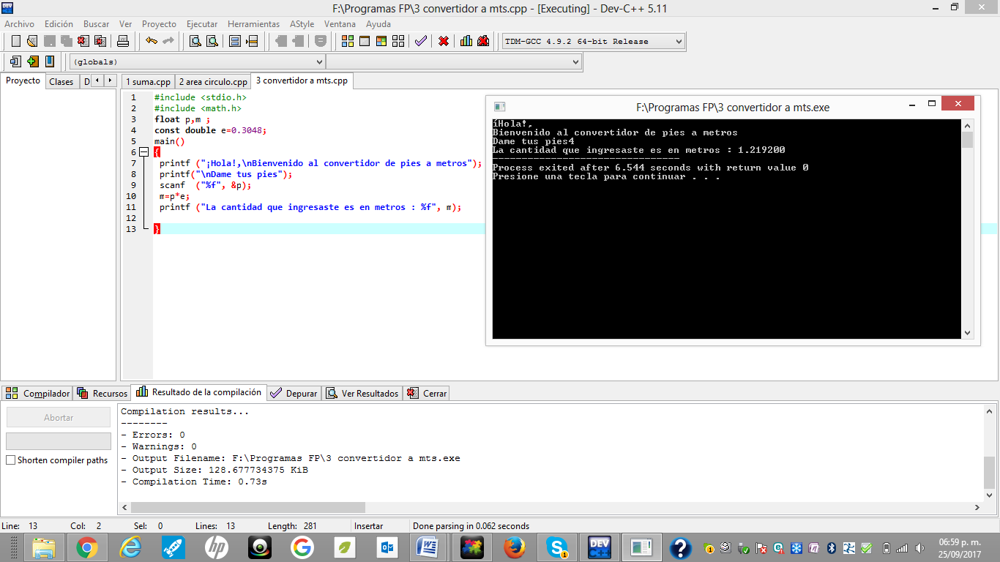 F:\Programas FP\3 convertidor a mts.cpp - [Executing] - Dev-C++ 5.11
Archivo Edición Buscar Ver Proyecto Ejecutar Herramientas AStyle Ventana Ayuda
TDM-GCC 4.9.2 64-bit Release
(globals)
Proyecto Clases D
1 suma.cpp 2 area circulo.cpp 3 convertidor a mts.cpp
1 #include <stdio.h>
2 #include <math.h>
3 float p,m ;
4 const double e=0.3048;
5 main()
6 {
7 printf ("¡Hola!,\nBienvenido al convertidor de pies a metros");
8 printf("\nDame tus pies");
9 scanf ("%f", &p);
10 m=p*e;
11 printf ("La cantidad que ingresaste es en metros : %f", m);
12
13 }
F:\Programas FP\3 convertidor a mts.exe
íHola!,
Bienvenido al convertidor de pies a metros
Dame tus pies4
La cantidad que ingresaste es en metros : 1.219200
--------------------------------
Process exited after 6.544 seconds with return value 0
Presione una tecla para continuar . . .
Compilador Recursos Resultado de la compilación Depurar Ver Resultados Cerrar
Abortar
Shorten compiler paths
Compilation results...
--------
- Errors: 0
- Warnings: 0
- Output Filename: F:\Programas FP\3 convertidor a mts.exe
- Output Size: 128.677734375 KiB
- Compilation Time: 0.73s
Line: 13 Col: 2 Sel: 0 Lines: 13 Length: 281 Insertar Done parsing in 0.062 seconds
06:59 p. m.
25/09/2017